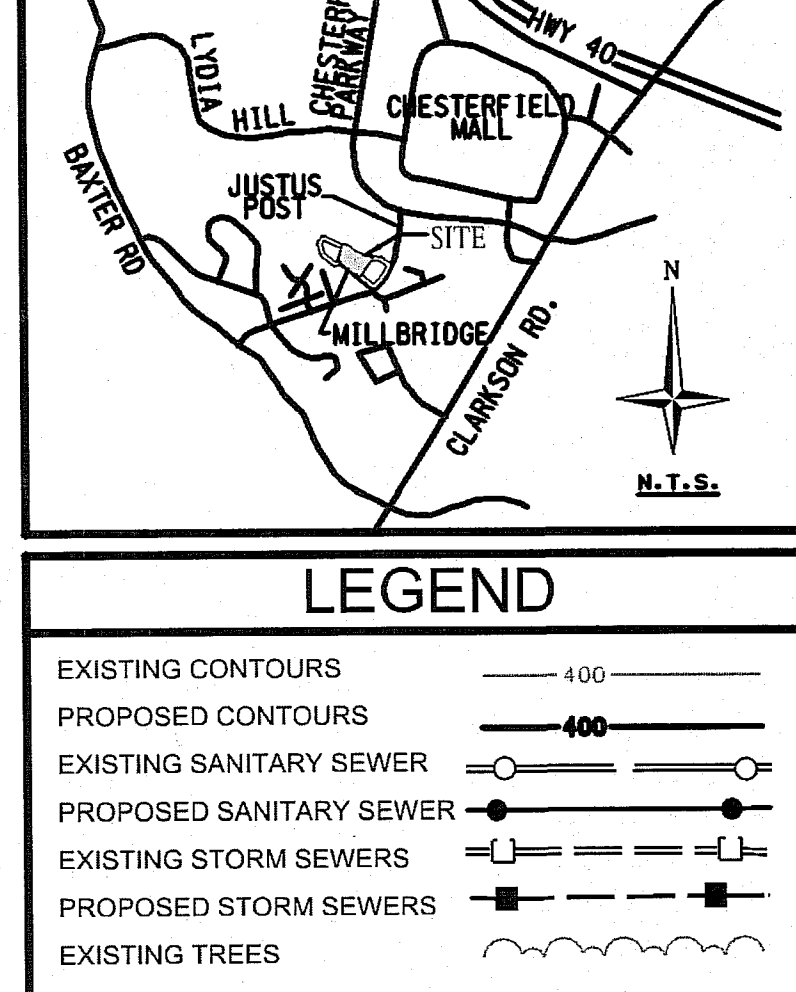 HWY 40
LYDIA
PARKWAY
CHESTERFIELD
MALL
HILL
BAXTER RD
JUSTUS
POST
SITE
N
MILLBRIDGE
CLARKSON RD.
N.T.S.
LEGEND
EXISTING CONTOURS 400
PROPOSED CONTOURS 400
EXISTING SANITARY SEWER
PROPOSED SANITARY SEWER
EXISTING STORM SEWERS
PROPOSED STORM SEWERS
EXISTING TREES